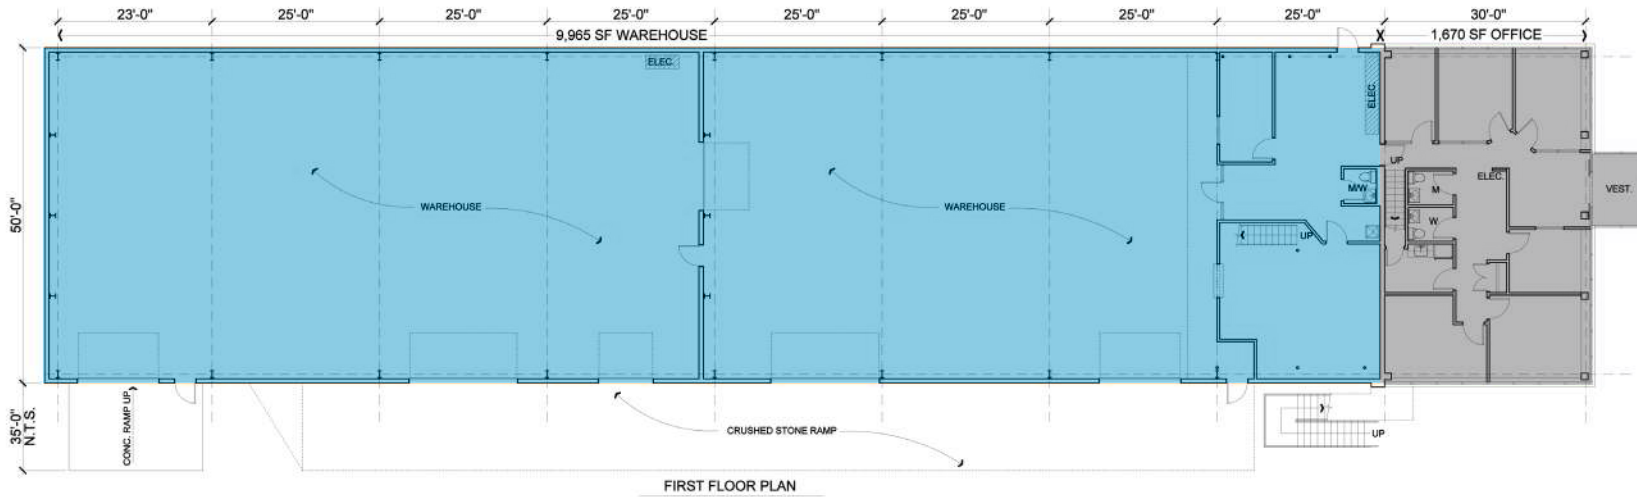 23'-0" 25'-0" 25'-0" 25'-0" 25'-0" 25'-0" 25'-0" 25'-0" 30'-0"
9,965 SF WAREHOUSE 1,670 SF OFFICE
ELEC.
ELEC.
UP
ELEC.
M/W
M
VEST.
WAREHOUSE
WAREHOUSE
W
UP
50'-0"
35'-0"
N.T.S.
CONC. RAMP UP
CRUSHED STONE RAMP
UP
FIRST FLOOR PLAN